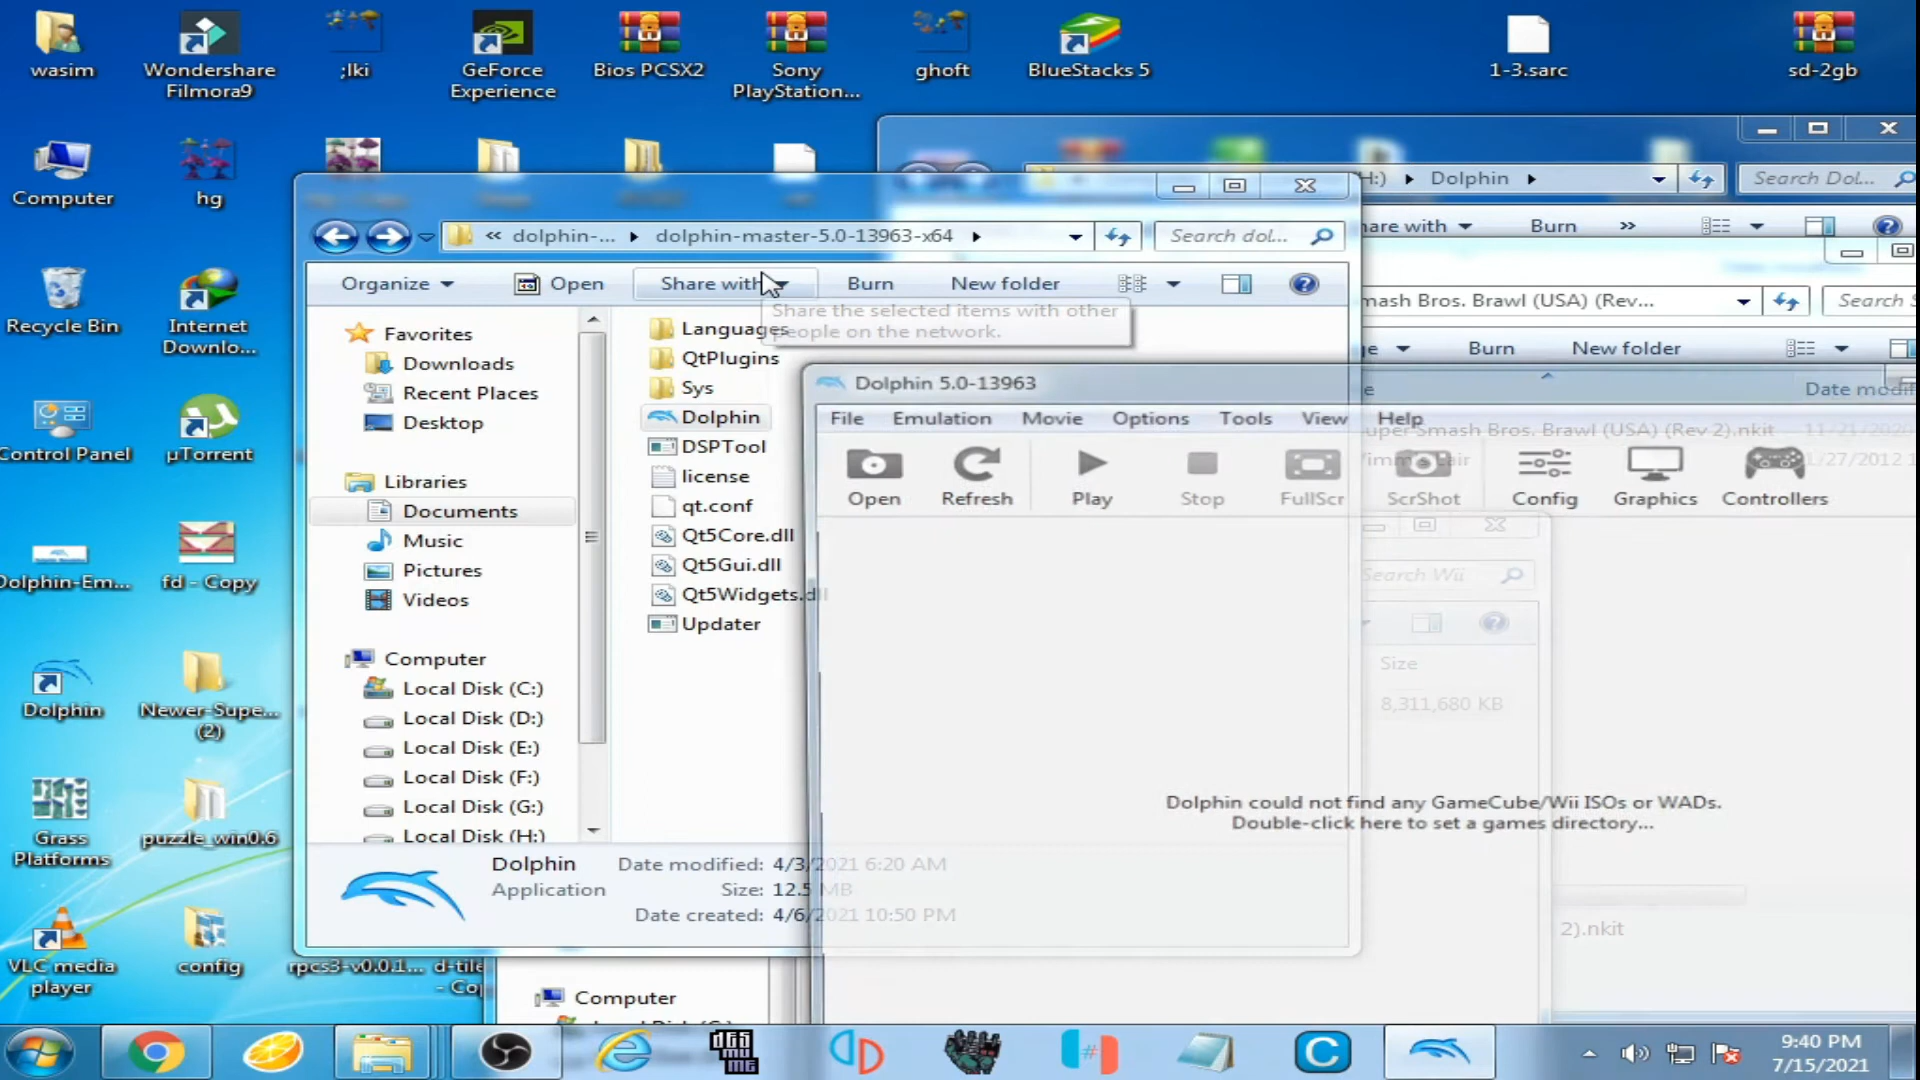 wasim
Wondershare
Filmora9
;lki
GeForce
Experience
Bios PCSX2
Sony
PlayStation...
ghoft
BlueStacks 5
1-3.sarc
sd-2gb
Computer
hg
Recycle Bin
Internet
Downlo...
Control Panel
µTorrent
Dolphin-Em...
fd - Copy
Dolphin
Newer-Supe...
(2)
Grass
Platforms
puzzle_win0.6
VLC media
player
config
rpcs3-v0.0.1...
d-tile
- Co
H:)
Dolphin
Search Dol...
hare with
Burn
»
mash Bros. Brawl (USA) (Rev...
Search S
Burn
New folder
Date modifi
uper Smash Bros. Brawl (USA) (Rev 2).nkit
11/21/2020
1/27/2012 1
« dolphin-...
dolphin-master-5.0-13963-x64
Search dol...
Organize
Open
Share with
Burn
New folder
Share the selected items with other
people on the network.
Favorites
Downloads
Recent Places
Desktop
Libraries
Documents
Music
Pictures
Videos
Computer
Local Disk (C:)
Local Disk (D:)
Local Disk (E:)
Local Disk (F:)
Local Disk (G:)
Local Disk (H:)
Languages
QtPlugins
Sys
Dolphin
DSPTool
license
qt.conf
Qt5Core.dll
Qt5Gui.dll
Qt5Widgets.dll
Updater
Dolphin
Application
Date modified: 4/3/2021 6:20 AM
Size: 12.5 MB
Date created: 4/6/2021 10:50 PM
Dolphin 5.0-13963
File
Emulation
Movie
Options
Tools
View
Help
Open
Refresh
Play
Stop
FullScr
ScrShot
Config
Graphics
Controllers
Search Wii
Size
8,311,680 KB
Dolphin could not find any GameCube/Wii ISOs or WADs.
Double-click here to set a games directory...
2).nkit
Computer
9:40 PM
7/15/2021